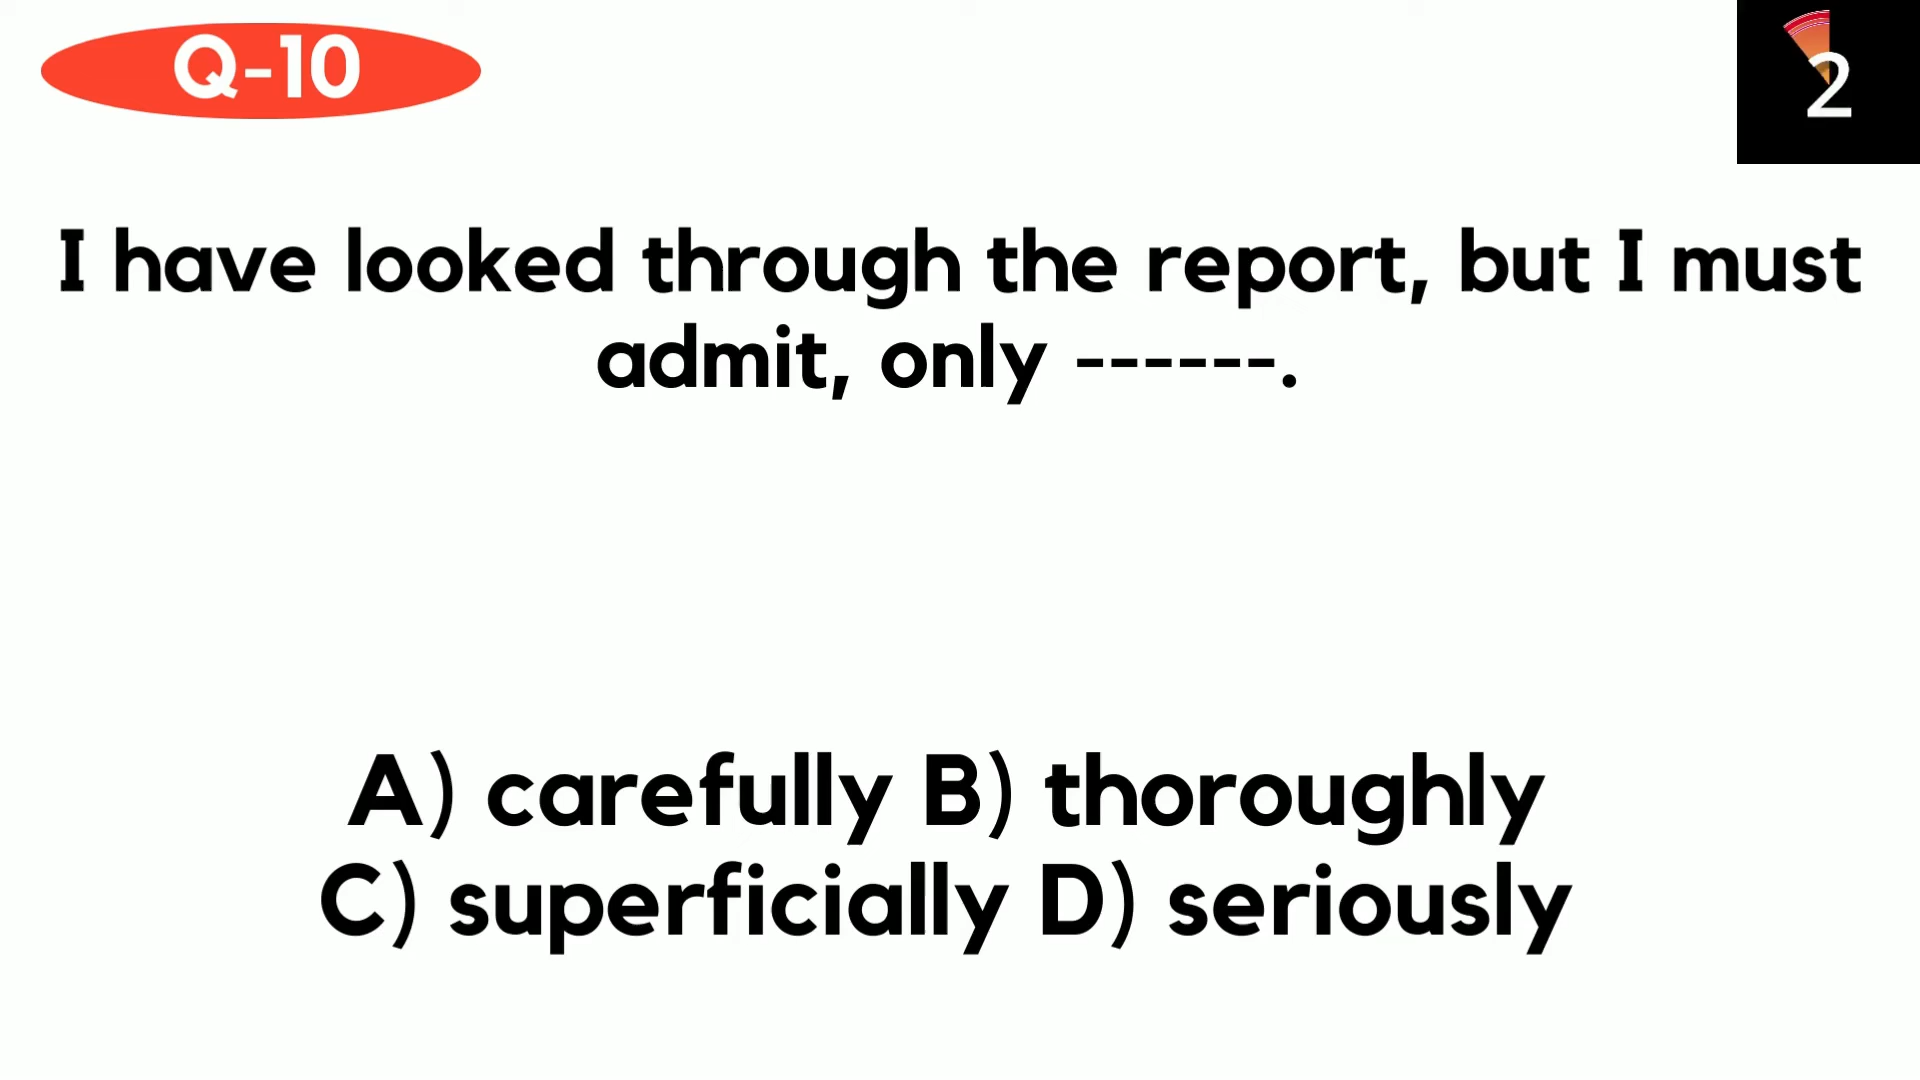 Q-10
2
I have looked through the report, but I must
admit, only ------.
A) carefully B) thoroughly
C) superficially D) seriously